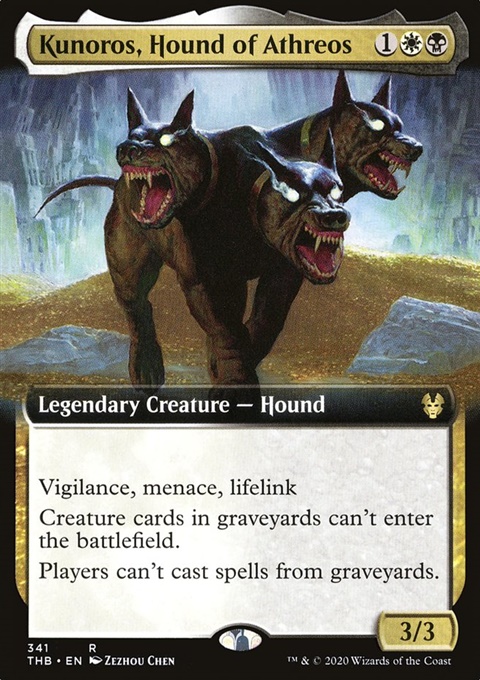 Kunoros, Hound of Athreos 1
Legendary Creature — Hound
Vigilance, menace, lifelink
Creature cards in graveyards can't enter
the battlefield.
Players can't cast spells from graveyards.
3/3
341 R
THB • EN Zezhou Chen
™ & © 2020 Wizards of the Coast